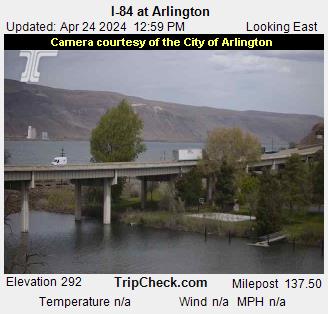 I-84 at Arlington
Updated: Apr 24 2024 12:59 PM Looking East
Camera courtesy of the City of Arlington
Elevation 292 TripCheck.com Milepost 137.50
Temperature n/a Wind n/a MPH n/a